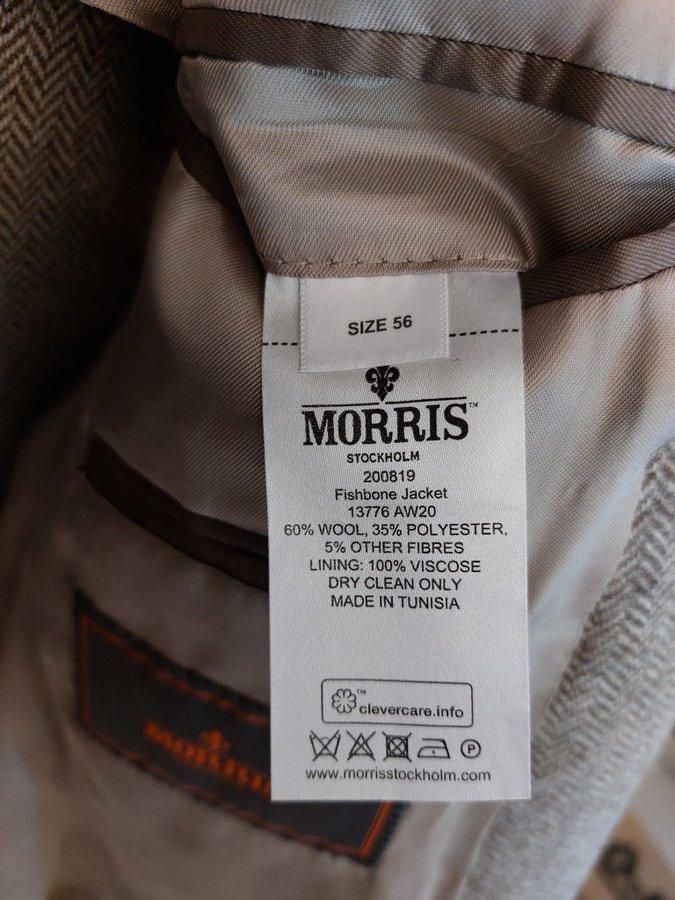 SIZE 56
MORRIS™
STOCKHOLM
200819
Fishbone Jacket
13776 AW20
60% WOOL, 35% POLYESTER,
5% OTHER FIBRES
LINING: 100% VISCOSE
DRY CLEAN ONLY
MADE IN TUNISIA
™ clevercare.info
P
www.morrisstockholm.com